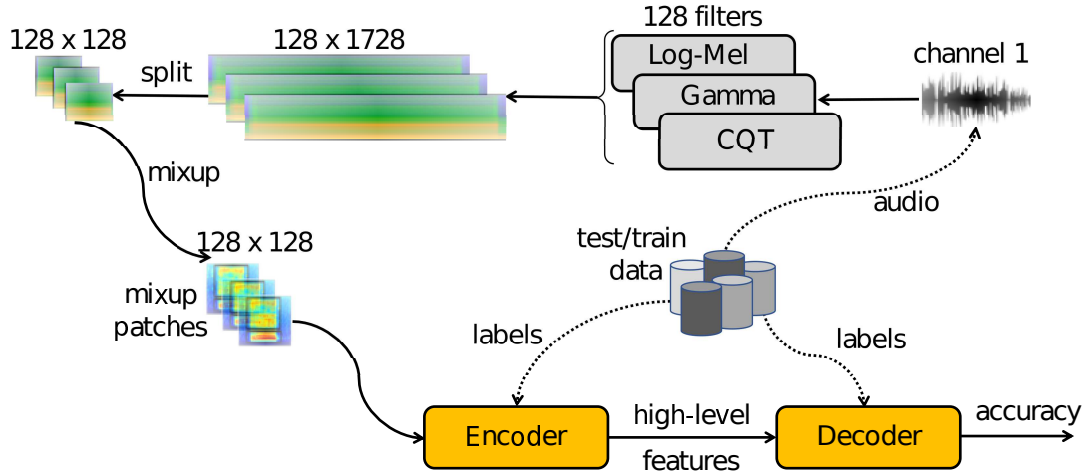 128 filters
128 x 128
128 x 1728
Log-Mel
channel 1
split
Gamma
CQT
mixup
audio
128 x 128
test/train
data
mixup
patches
labels
labels
high-level
accuracy
Encoder
Decoder
features